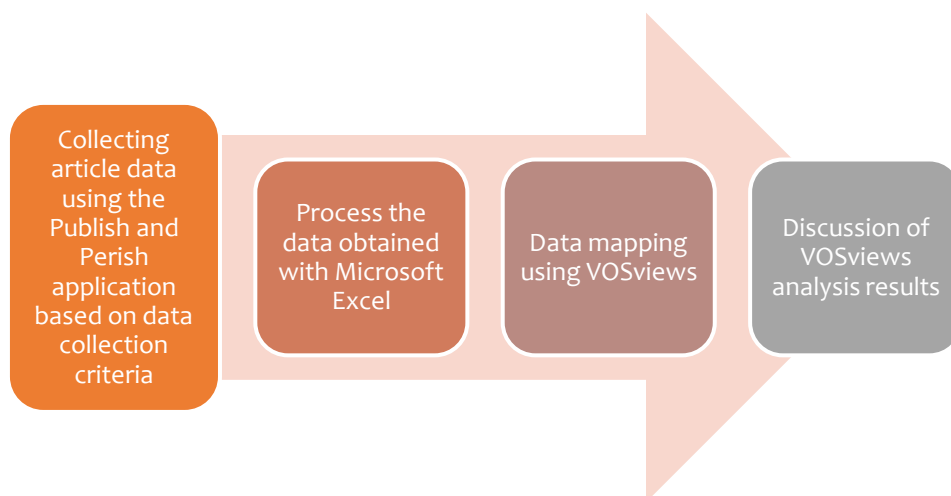 Collecting
article data
using the
Publish and
Perish
application
based on data
collection
criteria
Process the
data obtained
with Microsoft
Excel
Data mapping
using VOSviews
Discussion of
VOSviews
analysis results